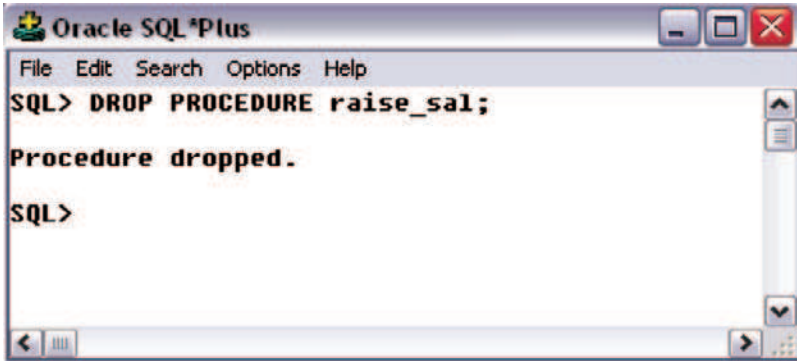 Oracle SQL*Plus
File Edit Search Options Help
SQL> DROP PROCEDURE raise_sal;
Procedure dropped.
SQL>